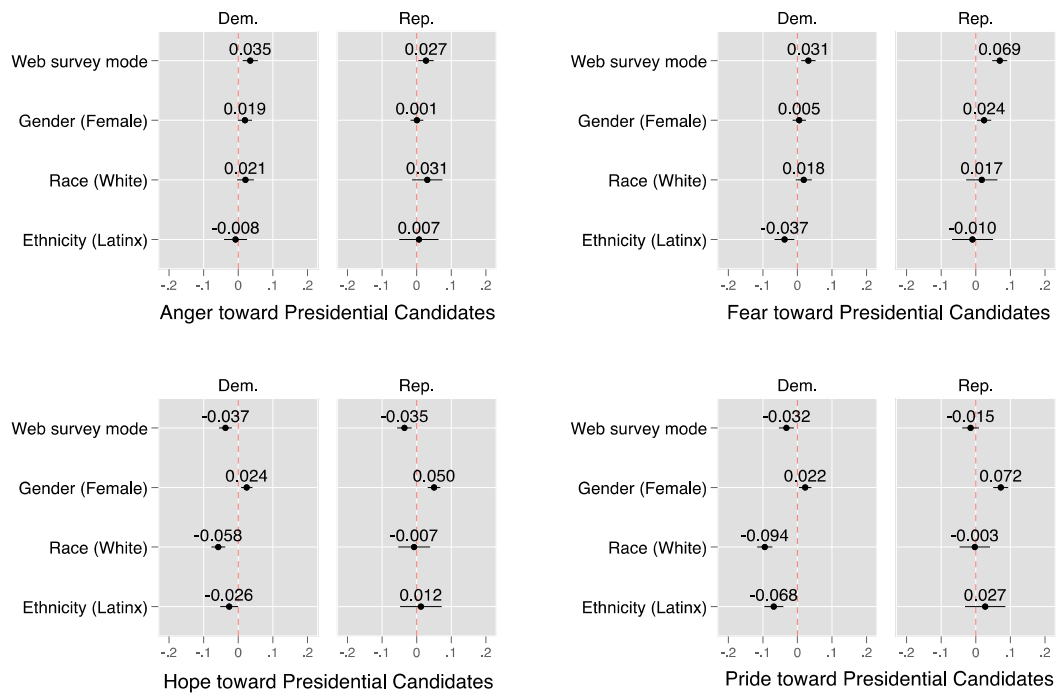 Dem. Rep.
Web survey mode 0.035 0.027
Gender (Female) 0.019 0.001
Race (White) 0.021 0.031
Ethnicity (Latinx) -0.008 0.007
-.2 -.1 0 .1 .2 -.2 -.1 0 .1 .2
Anger toward Presidential Candidates
Dem. Rep.
Web survey mode 0.031 0.069
Gender (Female) 0.005 0.024
Race (White) 0.018 0.017
Ethnicity (Latinx) -0.037 -0.010
-.2 -.1 0 .1 .2 -.2 -.1 0 .1 .2
Fear toward Presidential Candidates
Dem. Rep.
Web survey mode -0.037 -0.035
Gender (Female) 0.024 0.050
Race (White) -0.058 -0.007
Ethnicity (Latinx) -0.026 0.012
-.2 -.1 0 .1 .2 -.2 -.1 0 .1 .2
Hope toward Presidential Candidates
Dem. Rep.
Web survey mode -0.032 -0.015
Gender (Female) 0.022 0.072
Race (White) -0.094 -0.003
Ethnicity (Latinx) -0.068 0.027
-.2 -.1 0 .1 .2 -.2 -.1 0 .1 .2
Pride toward Presidential Candidates